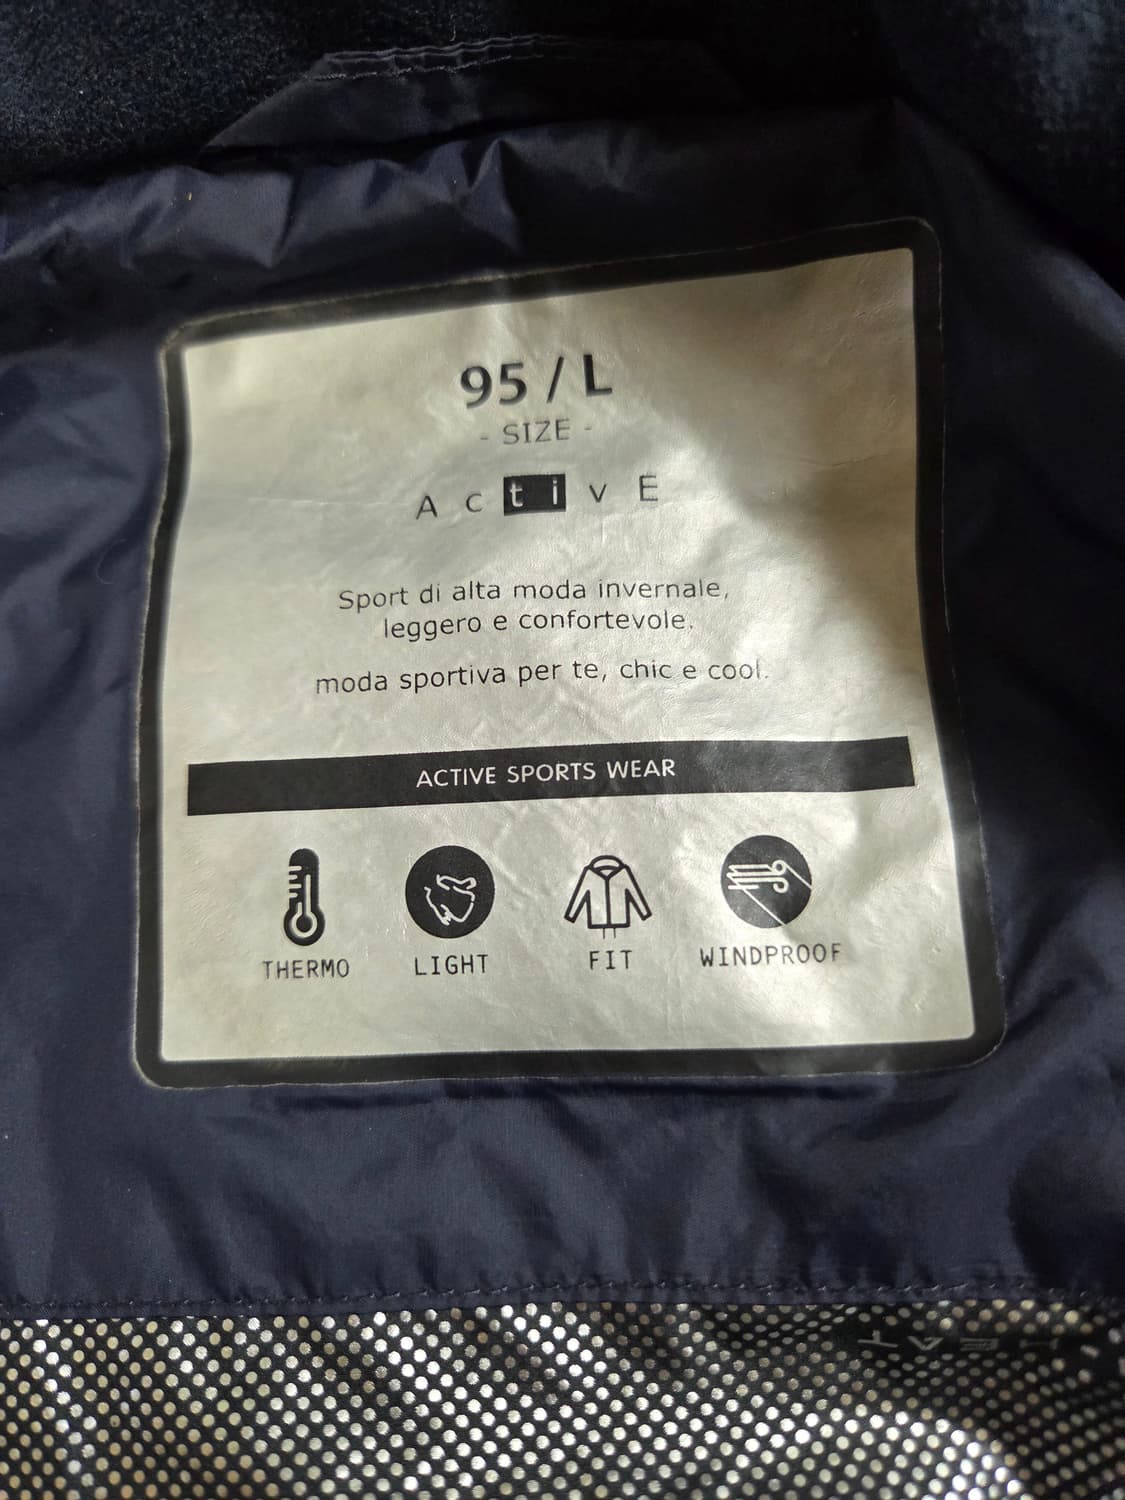 95 / L
- SIZE -
A c t i v E
Sport di alta moda invernale,
leggero e confortevole.
moda sportiva per te, chic e cool.
ACTIVE SPORTS WEAR
THERMO LIGHT FIT WINDPROOF